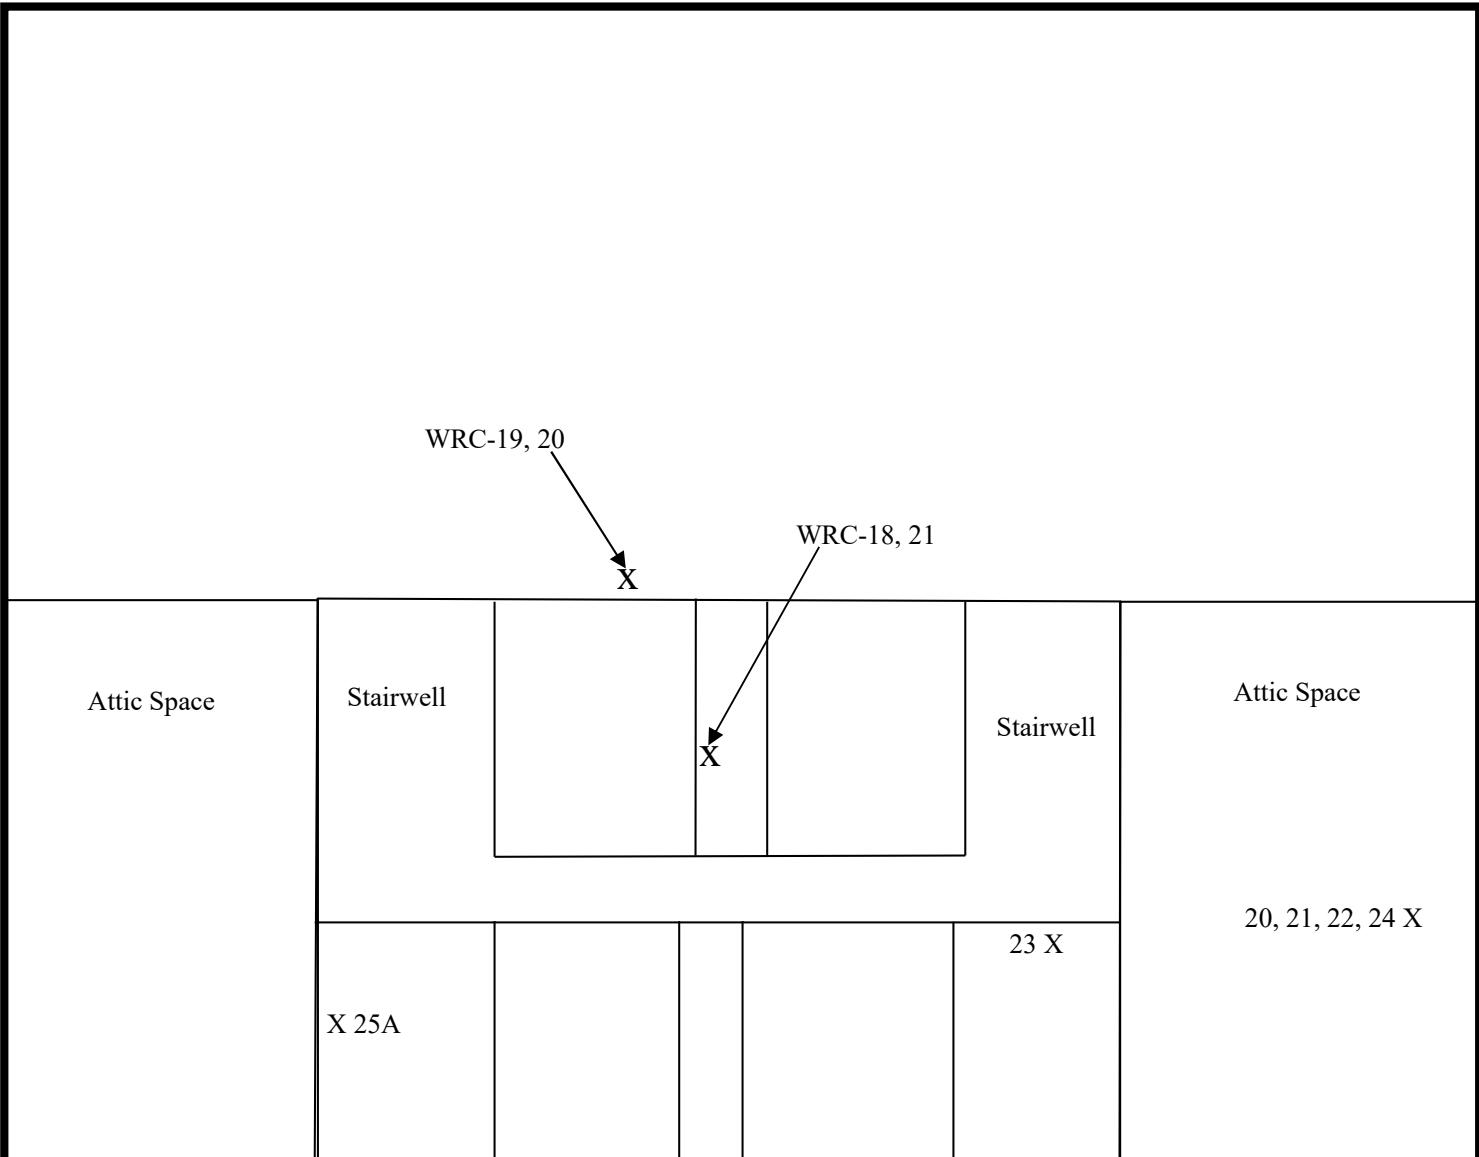 WRC-19, 20
WRC-18, 21
X
X
Attic Space
Stairwell
Stairwell
Attic Space
20, 21, 22, 24 X
23 X
X 25A